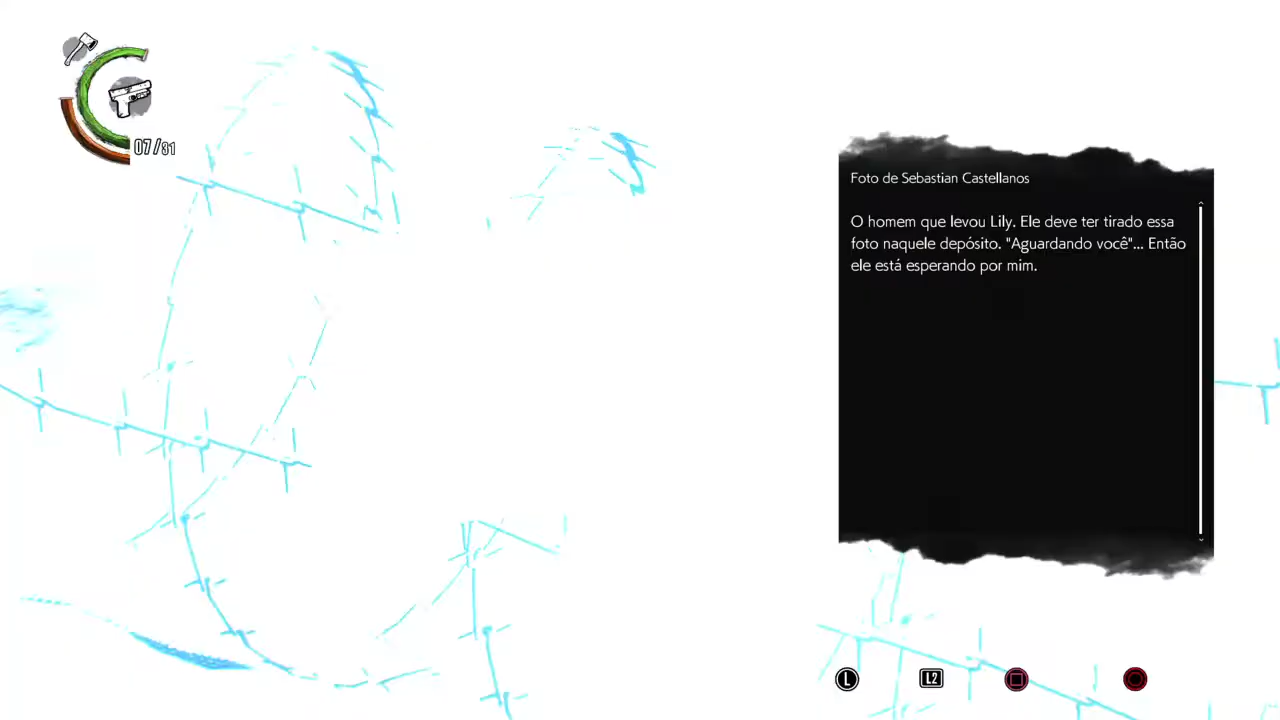 07/31
Foto de Sebastian Castellanos
O homem que levou Lily. Ele deve ter tirado essa
foto naquele depósito. "Aguardando você"... Então
ele está esperando por mim.
L
L2